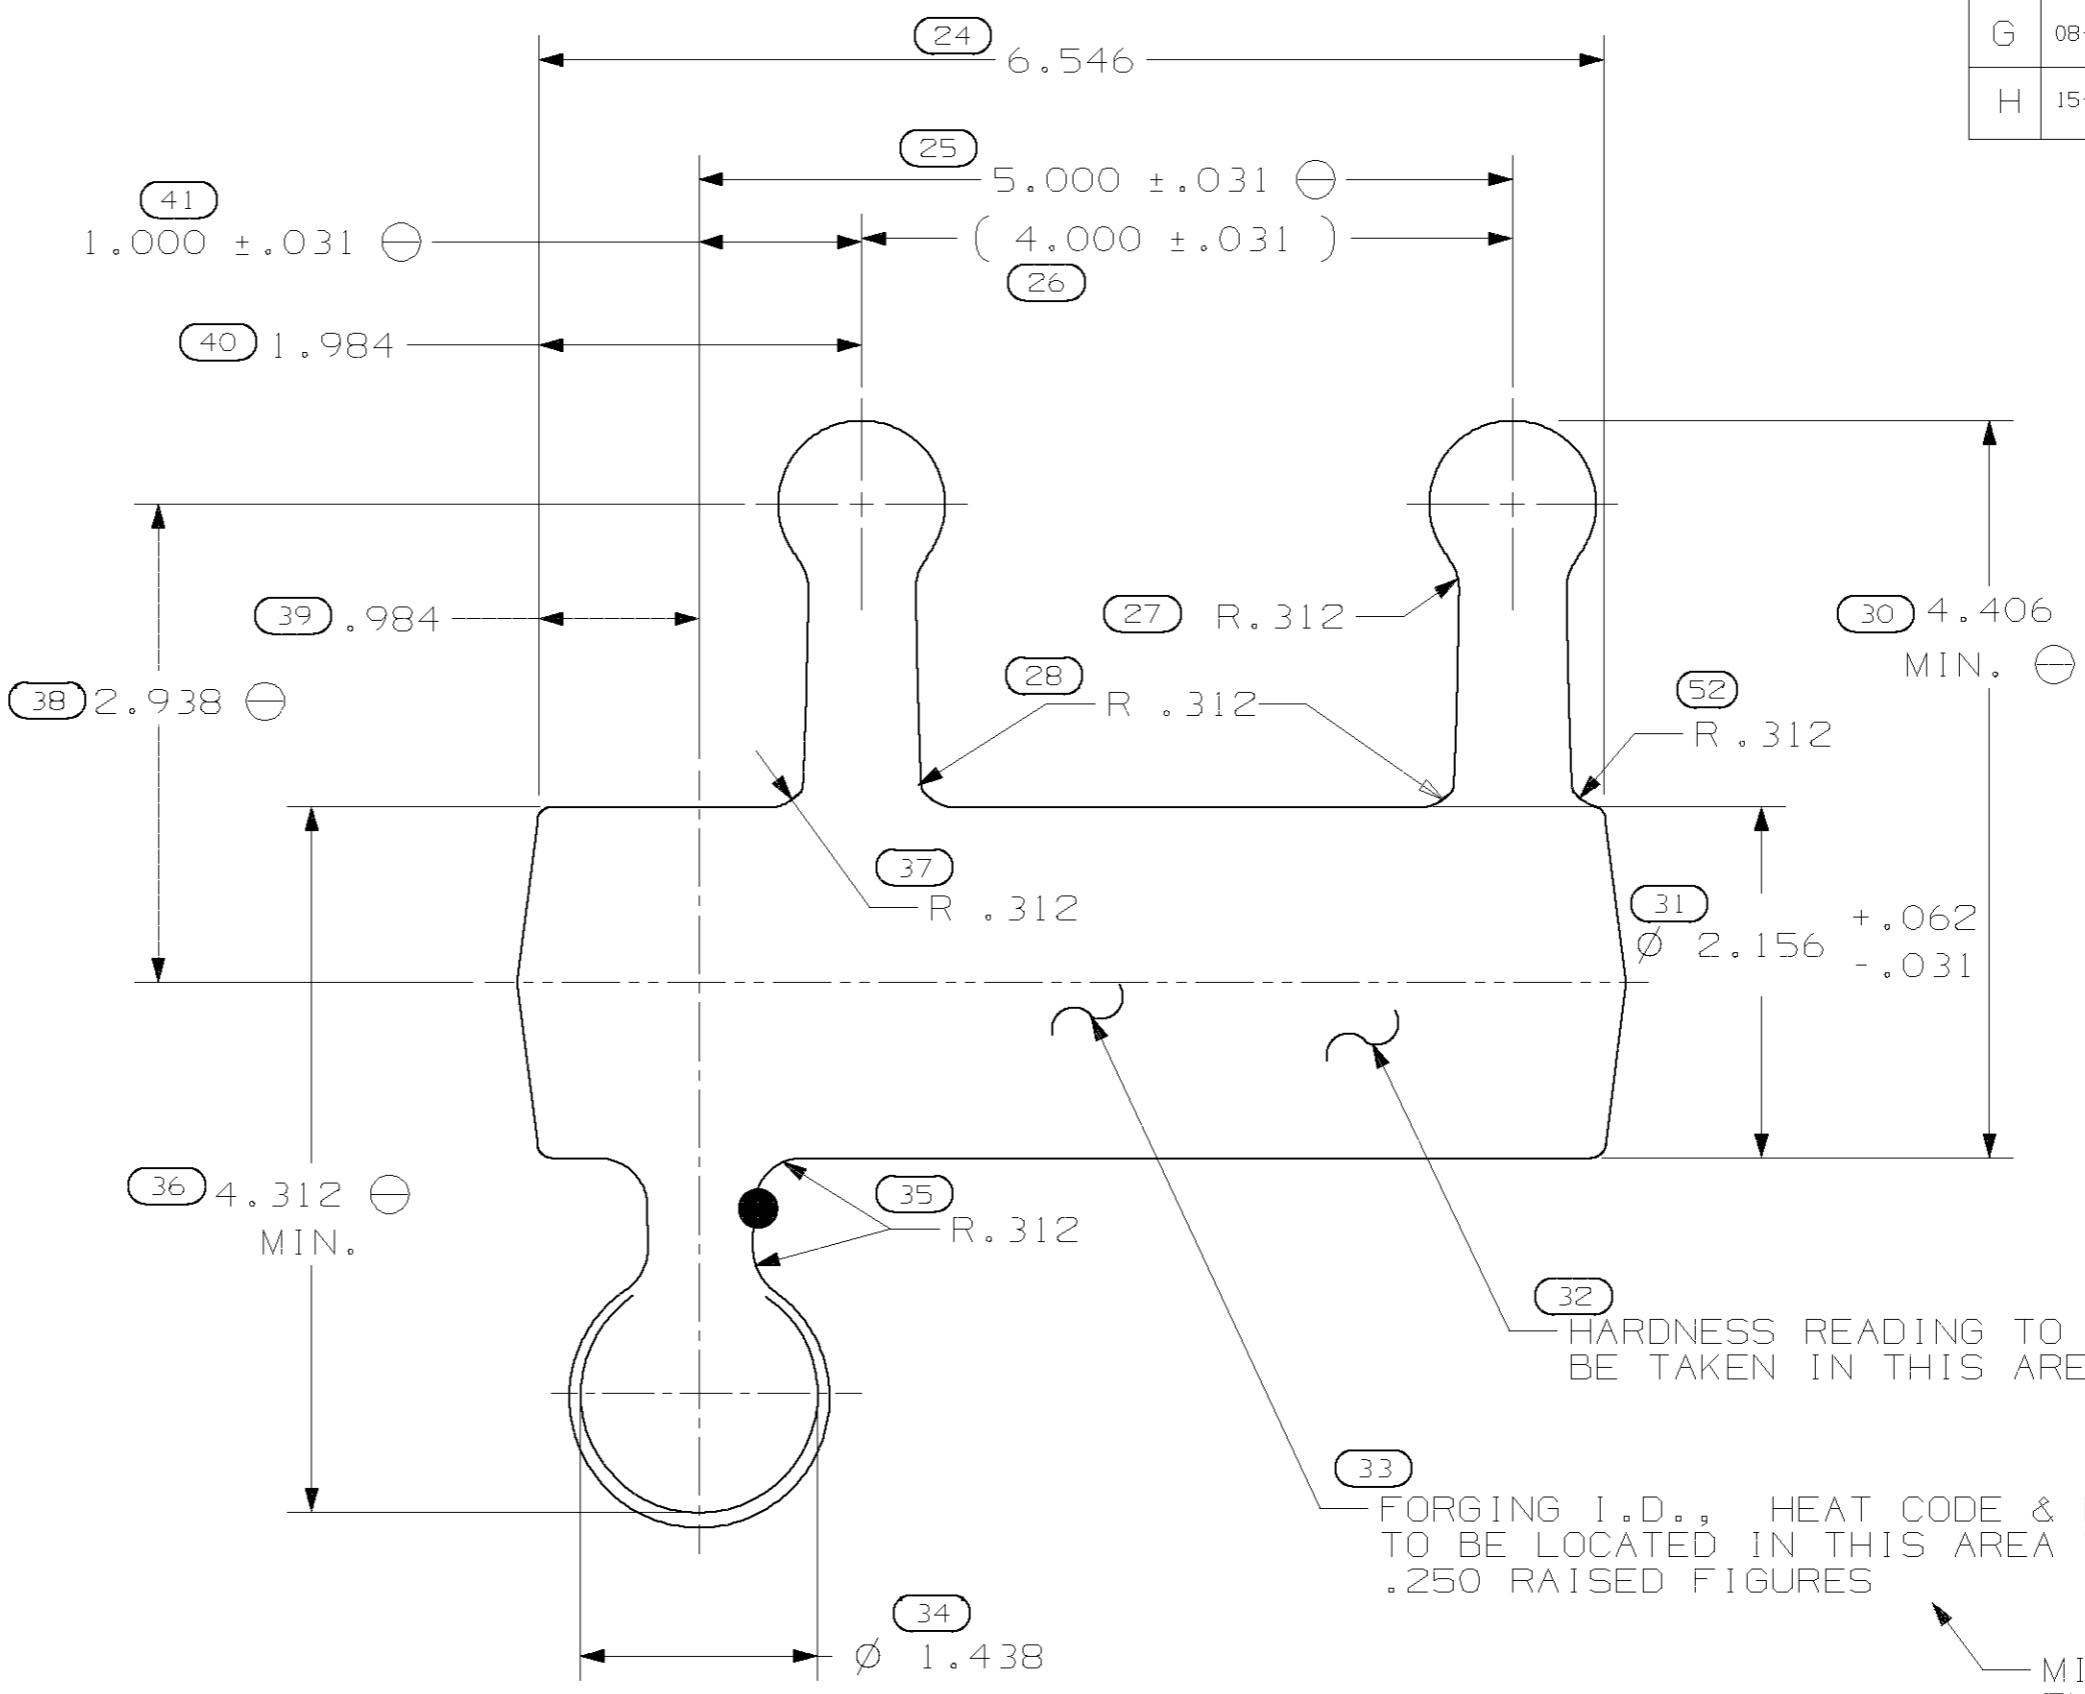 G 08-
H 15-
24
6.546
25
5.000 ±.031
41
1.000 ±.031
( 4.000 ±.031 )
26
40 1.984
39 .984
27 R.312
30 4.406
MIN.
28
R .312
52
R .312
38 2.938
37
R .312
31
Ø 2.156 +.062
-.031
36 4.312
MIN.
35
R.312
32
HARDNESS READING TO
BE TAKEN IN THIS ARE
33
FORGING I.D., HEAT CODE &
TO BE LOCATED IN THIS AREA
.250 RAISED FIGURES
34
Ø 1.438
MI